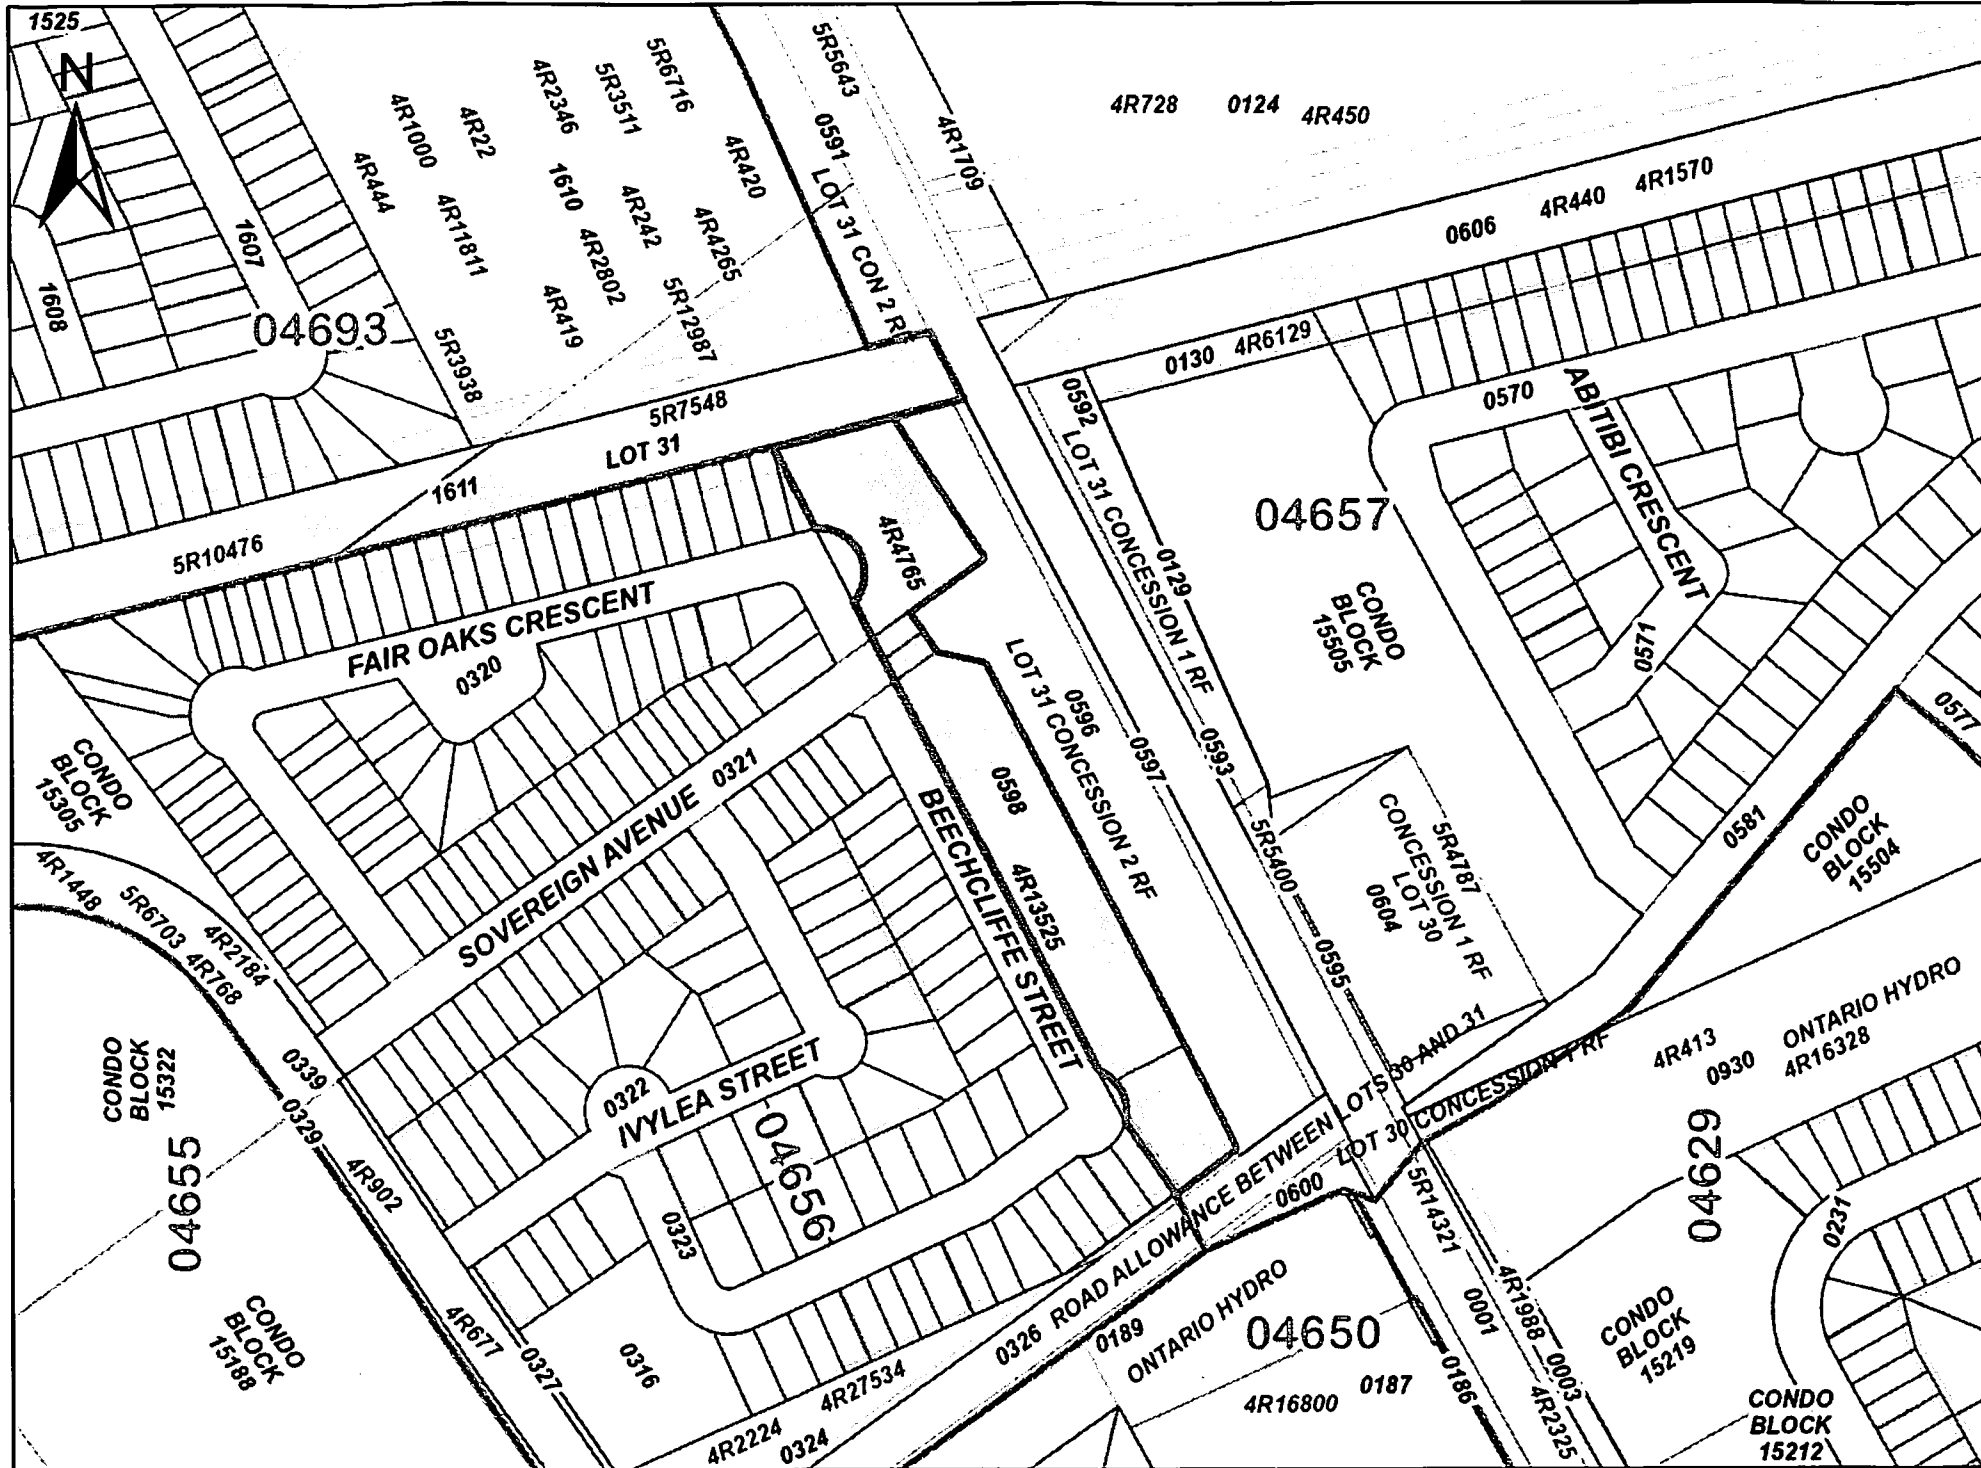 1525
N
4R1000
4R22
4R2346
5R3511
5R6716
5R5643
4R444
4R11811
1610
4R242
4R420
0591
LOT 31 CON 2 RF
4R1709
4R728
0124
4R450
1607
1608
04693
4R2802
4R4265
4R419
5R12987
5R3938
5R7548
LOT 31
1611
5R10476
0606
4R440
4R1570
0130
4R6129
0570
ABITIBI CRESCENT
0592
LOT 31 CONCESSION 1 RF
0129
04657
CONDO
BLOCK
15505
0571
0577
0581
CONDO
BLOCK
15504
4R4765
FAIR OAKS CRESCENT
0320
SOVEREIGN AVENUE
0321
BEECHCLIFFE STREET
0598
4R13525
LOT 31 CONCESSION 2 RF
0596
0597
0593
5R5400
0595
5R4787
CONCESSION 1 RF
LOT 30
0604
CONDO
BLOCK
15305
4R1448
5R6703
4R2184
4R768
CONDO
BLOCK
15322
04655
0339
0329
4R902
CONDO
BLOCK
15188
4R677
0327
0316
0322
IVYLEA STREET
04656
0323
4R2224
0324
4R27534
0326
ROAD ALLOWANCE BETWEEN LOTS 30 AND 31
LOT 30 CONCESSION 1 RF
0600
0189
ONTARIO HYDRO
04650
4R16800
0187
0186
5R14321
0001
4R1988
0003
4R2325
4R413
0930
ONTARIO HYDRO
4R16328
04629
0231
CONDO
BLOCK
15219
CONDO
BLOCK
15212